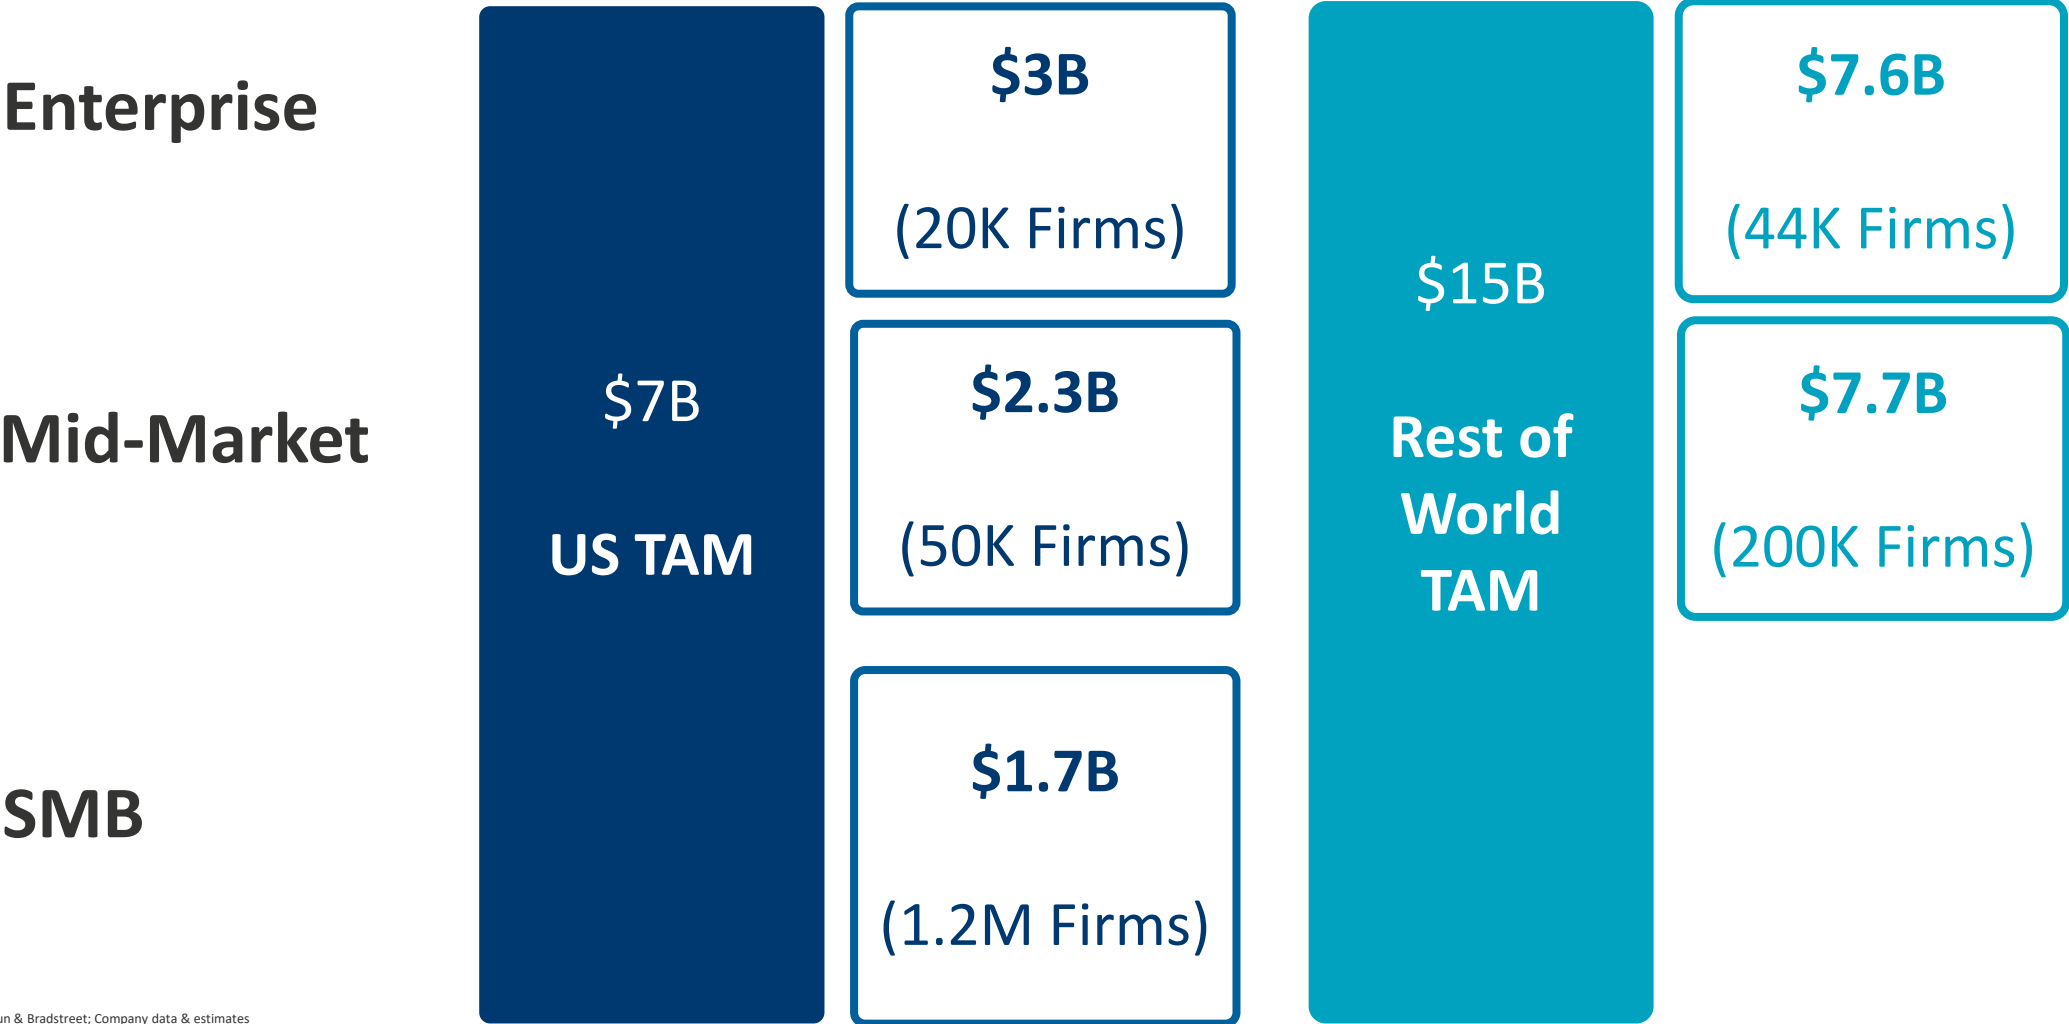 Enterprise
Mid-Market
SMB
$7B
US TAM
$3B
(20K Firms)
$2.3B
(50K Firms)
$1.7B
(1.2M Firms)
$15B
Rest of
World
TAM
$7.6B
(44K Firms)
$7.7B
(200K Firms)
& Bradstreet; Company data & estimates